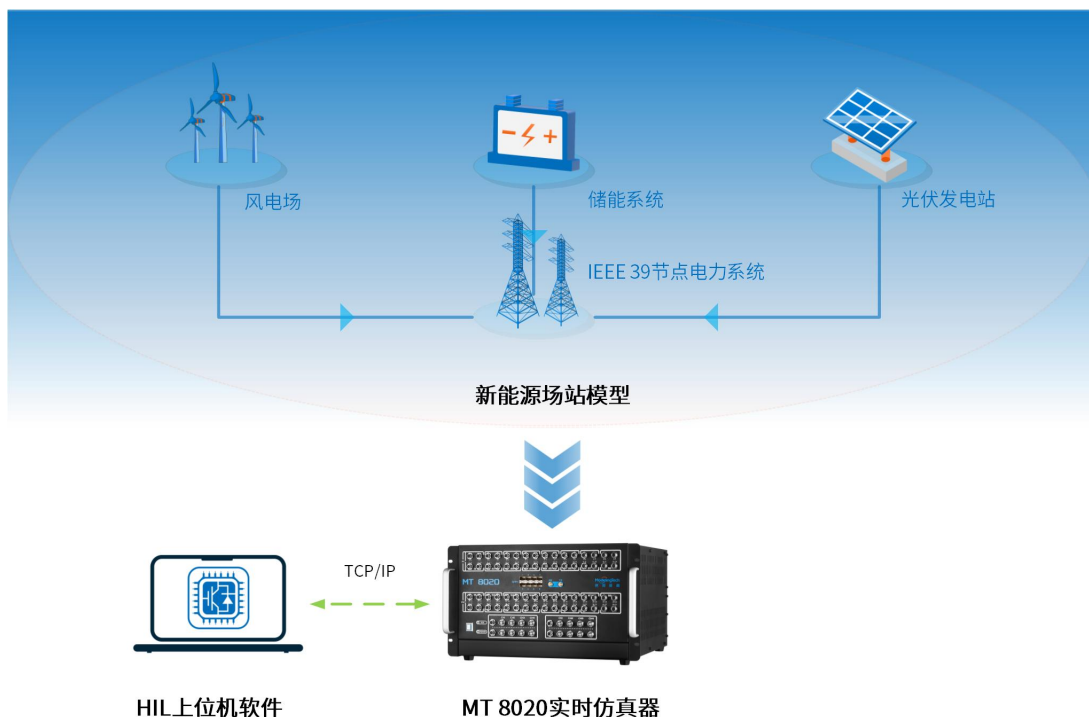 风电场
储能系统
光伏发电站
IEEE 39节点电力系统
新能源场站模型
TCP/IP
MT 8020
HIL上位机软件
MT 8020实时仿真器